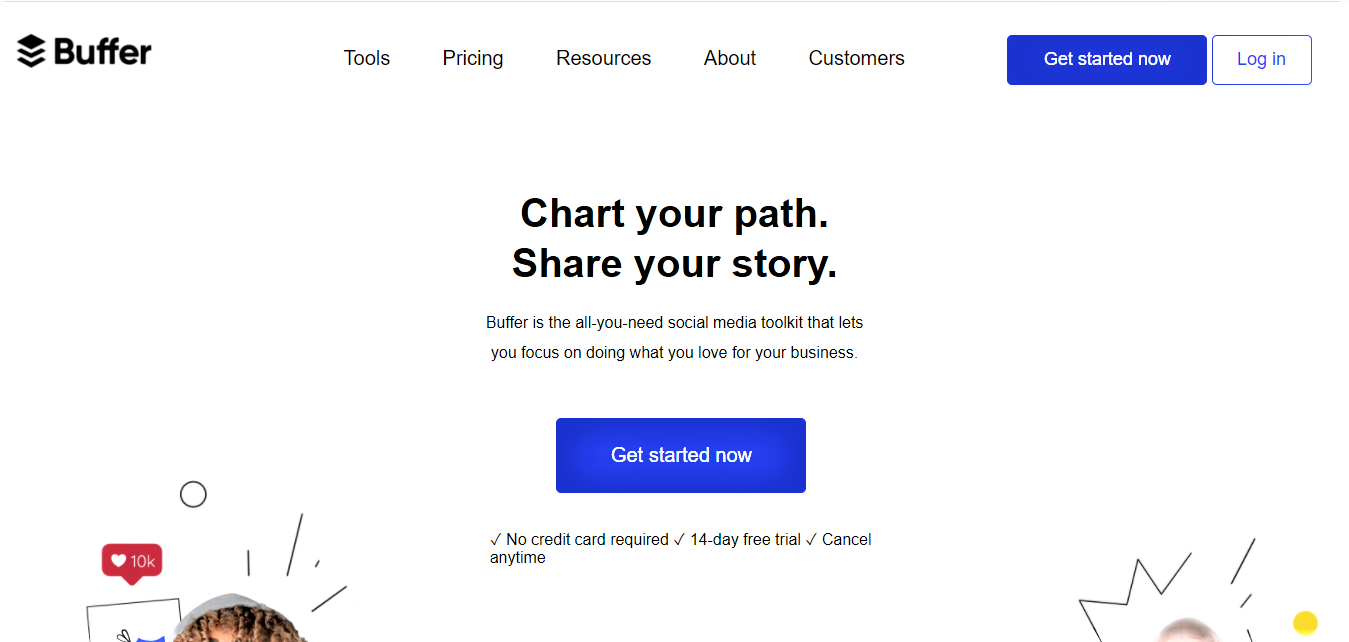 Buffer
Tools Pricing Resources About Customers Get started now Log in
Chart your path.
Share your story.
Buffer is the all-you-need social media toolkit that lets
you focus on doing what you love for your business.
Get started now
✓ No credit card required ✓ 14-day free trial ✓ Cancel
anytime
10k